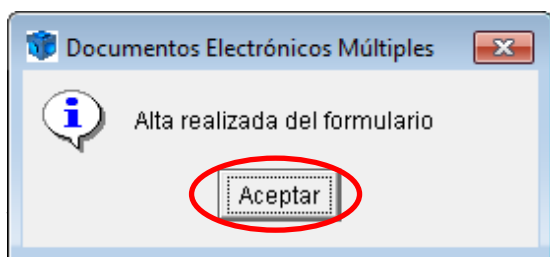 Documentos Electrónicos Múltiples
Alta realizada del formulario
Aceptar